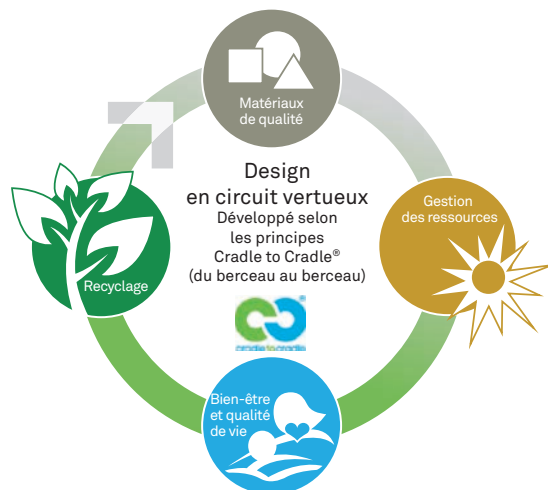 Matériaux
de qualité
Design
en circuit vertueux
Développé selon
les principes
Cradle to Cradle®
(du berceau au berceau)
Gestion
des ressources
Recyclage
®
cradletocradle
Bien-être
et qualité
de vie